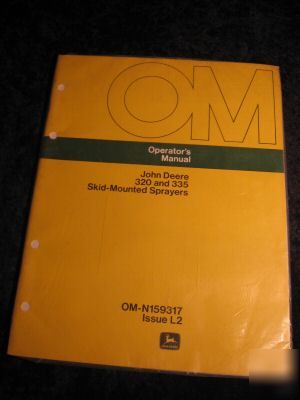 OM
Operator's
Manual
John Deere
320 and 335
Skid-Mounted Sprayers
OM-N159317
Issue L2